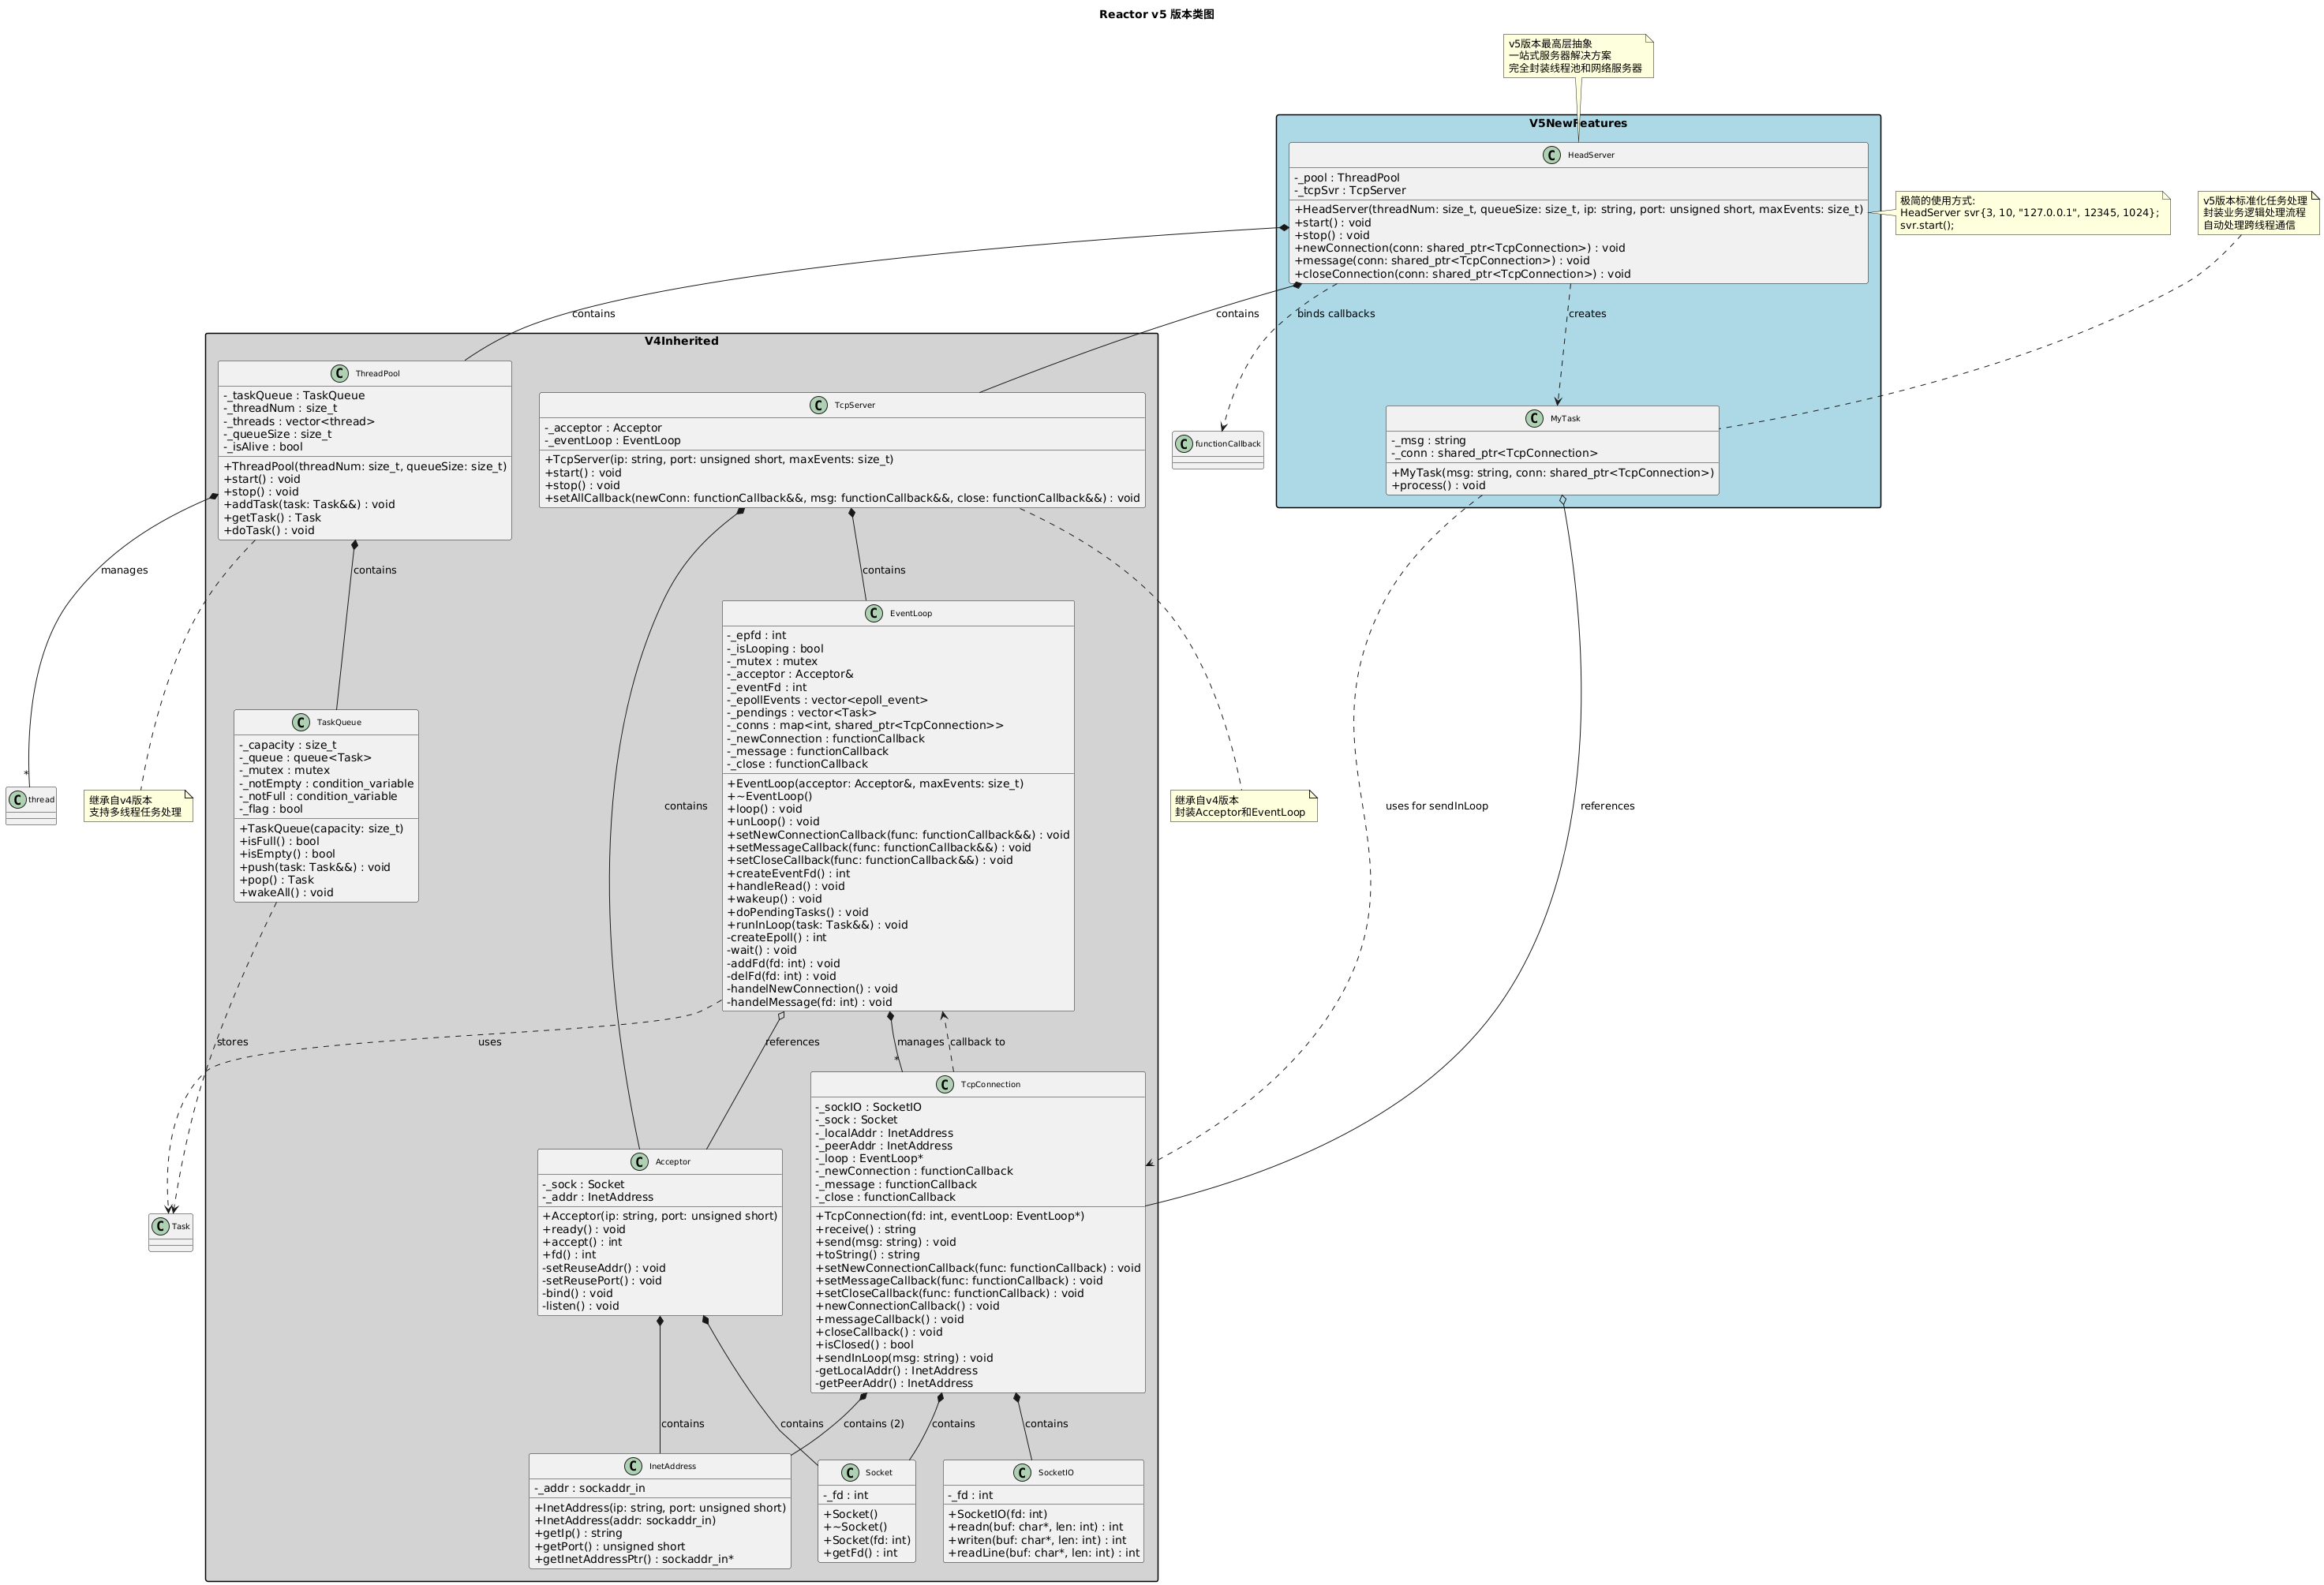 Reactor v5 版本类图
v5版本最高层抽象
一站式服务器解决方案
完全封装线程池和网络服务器
V5NewFeatures
HeadServer
-_pool : ThreadPool
-_tcpSvr : TcpServer
+HeadServer(threadNum: size_t, queueSize: size_t, ip: string, port: unsigned short, maxEvents: size_t)
+start() : void
+stop() : void
+newConnection(conn: shared_ptr<TcpConnection>) : void
+message(conn: shared_ptr<TcpConnection>) : void
+closeConnection(conn: shared_ptr<TcpConnection>) : void
极简的使用方式:
HeadServer svr{3, 10, "127.0.0.1", 12345, 1024};
svr.start();
v5版本标准化任务处理
封装业务逻辑处理流程
自动处理跨线程通信
contains
contains
binds callbacks
creates
V4Inherited
ThreadPool
-_taskQueue : TaskQueue
-_threadNum : size_t
-_threads : vector<thread>
-_queueSize : size_t
-_isAlive : bool
+ThreadPool(threadNum: size_t, queueSize: size_t)
+start() : void
+stop() : void
+addTask(task: Task&&) : void
+getTask() : Task
+doTask() : void
TcpServer
-_acceptor : Acceptor
-_eventLoop : EventLoop
+TcpServer(ip: string, port: unsigned short, maxEvents: size_t)
+start() : void
+stop() : void
+setAllCallback(newConn: functionCallback&&, msg: functionCallback&&, close: functionCallback&&) : void
functionCallback
MyTask
-_msg : string
-_conn : shared_ptr<TcpConnection>
+MyTask(msg: string, conn: shared_ptr<TcpConnection>)
+process() : void
manages
contains
contains
EventLoop
-_epfd : int
-_isLooping : bool
-_mutex : mutex
-_acceptor : Acceptor&
-_eventFd : int
-_epollEvents : vector<epoll_event>
-_pendings : vector<Task>
-_conns : map<int, shared_ptr<TcpConnection>>
-_newConnection : functionCallback
-_message : functionCallback
-_close : functionCallback
+EventLoop(acceptor: Acceptor&, maxEvents: size_t)
+~EventLoop()
+loop() : void
+unLoop() : void
+setNewConnectionCallback(func: functionCallback&&) : void
+setMessageCallback(func: functionCallback&&) : void
+setCloseCallback(func: functionCallback&&) : void
+createEventFd() : int
+handleRead() : void
+wakeup() : void
+doPendingTasks() : void
+runInLoop(task: Task&&) : void
-createEpoll() : int
-wait() : void
-addFd(fd: int) : void
-delFd(fd: int) : void
-handelNewConnection() : void
-handelMessage(fd: int) : void
TaskQueue
-_capacity : size_t
-_queue : queue<Task>
-_mutex : mutex
-_notEmpty : condition_variable
-_notFull : condition_variable
-_flag : bool
+TaskQueue(capacity: size_t)
+isFull() : bool
+isEmpty() : bool
+push(task: Task&&) : void
+pop() : Task
+wakeAll() : void
*
thread
继承自v4版本
支持多线程任务处理
contains
继承自v4版本
封装Acceptor和EventLoop
uses for sendInLoop
references
stores
uses
references
manages
callback to
*
TcpConnection
-_sockIO : SocketIO
-_sock : Socket
-_localAddr : InetAddress
-_peerAddr : InetAddress
-_loop : EventLoop*
-_newConnection : functionCallback
-_message : functionCallback
-_close : functionCallback
+TcpConnection(fd: int, eventLoop: EventLoop*)
+receive() : string
+send(msg: string) : void
+toString() : string
+setNewConnectionCallback(func: functionCallback) : void
+setMessageCallback(func: functionCallback) : void
+setCloseCallback(func: functionCallback) : void
+newConnectionCallback() : void
+messageCallback() : void
+closeCallback() : void
+isClosed() : bool
+sendInLoop(msg: string) : void
-getLocalAddr() : InetAddress
-getPeerAddr() : InetAddress
Acceptor
-_sock : Socket
-_addr : InetAddress
+Acceptor(ip: string, port: unsigned short)
+ready() : void
+accept() : int
+fd() : int
-setReuseAddr() : void
-setReusePort() : void
-bind() : void
-listen() : void
Task
contains
contains
contains (2)
contains
contains
InetAddress
-_addr : sockaddr_in
+InetAddress(ip: string, port: unsigned short)
+InetAddress(addr: sockaddr_in)
+getIp() : string
+getPort() : unsigned short
+getInetAddressPtr() : sockaddr_in*
Socket
-_fd : int
+Socket()
+~Socket()
+Socket(fd: int)
+getFd() : int
SocketIO
-_fd : int
+SocketIO(fd: int)
+readn(buf: char*, len: int) : int
+writen(buf: char*, len: int) : int
+readLine(buf: char*, len: int) : int